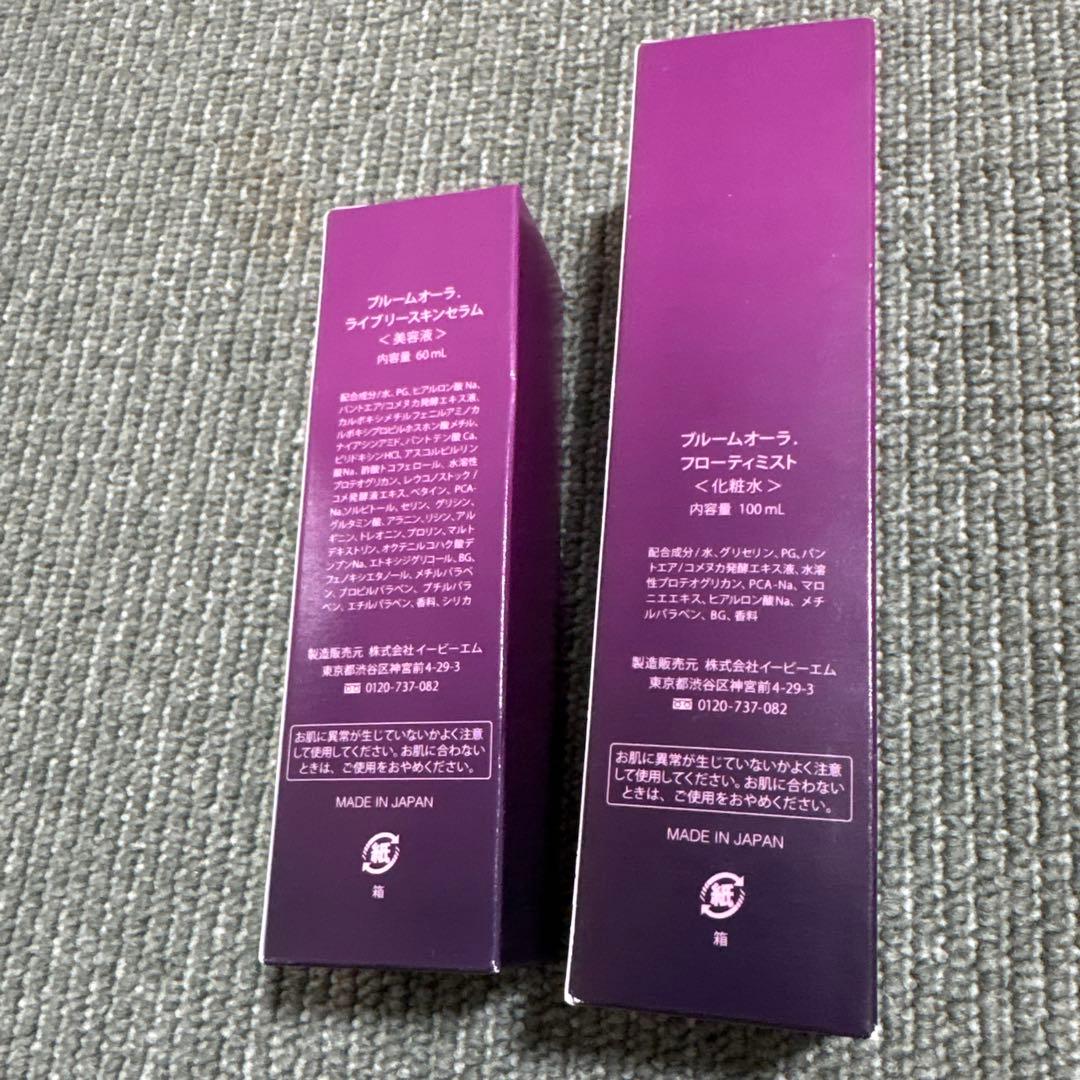 ブルームオーラ.
ライブリースキンセラム
＜美容液＞
内容量 60mL
配合成分/水、PG、ヒアルロン酸Na、
パントエア/コメヌカ発酵エキス液、
カルボキシメチルフェニルアミノカ
ルボキシプロピルホスホン酸メチル、
ナイアシンアミド、パントテン酸Ca、
ピリドキシンHCl、アスコルビルリン
酸Na、酢酸トコフェロール、水溶性
プロテオグリカン、レウコノストック/
コメ発酵液エキス、ベタイン、PCA-
Na、ソルビトール、セリン、グリシン、
グルタミン酸、アラニン、リシン、アル
ギニン、トレオニン、プロリン、マルト
デキストリン、オクテニルコハク酸デ
ンプンNa、エトキシジグリコール、BG、
フェノキシエタノール、メチルパラベ
ン、プロピルパラベン、ブチルパラ
ベン、エチルパラベン、香料、シリカ
製造販売元 株式会社イービーエム
東京都渋谷区神宮前4-29-3
0120-737-082
お肌に異常が生じていないかよく注意
して使用してください。お肌に合わない
ときは、ご使用をおやめください。
MADE IN JAPAN
紙
箱
ブルームオーラ.
フローティミスト
＜化粧水＞
内容量 100mL
配合成分/水、グリセリン、PG、パン
トエア/コメヌカ発酵エキス液、水溶
性プロテオグリカン、PCA-Na、マロ
ニエエキス、ヒアルロン酸Na、メチ
ルパラベン、BG、香料
製造販売元 株式会社イービーエム
東京都渋谷区神宮前4-29-3
0120-737-082
お肌に異常が生じていないかよく注意
して使用してください。お肌に合わない
ときは、ご使用をおやめください。
MADE IN JAPAN
紙
箱